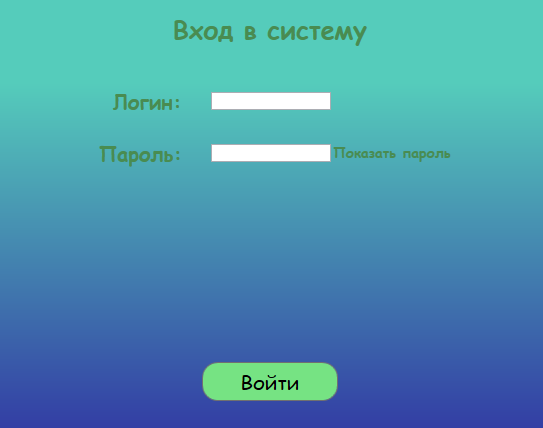 Вход в систему
Логин:
Пароль: Показать пароль
Войти